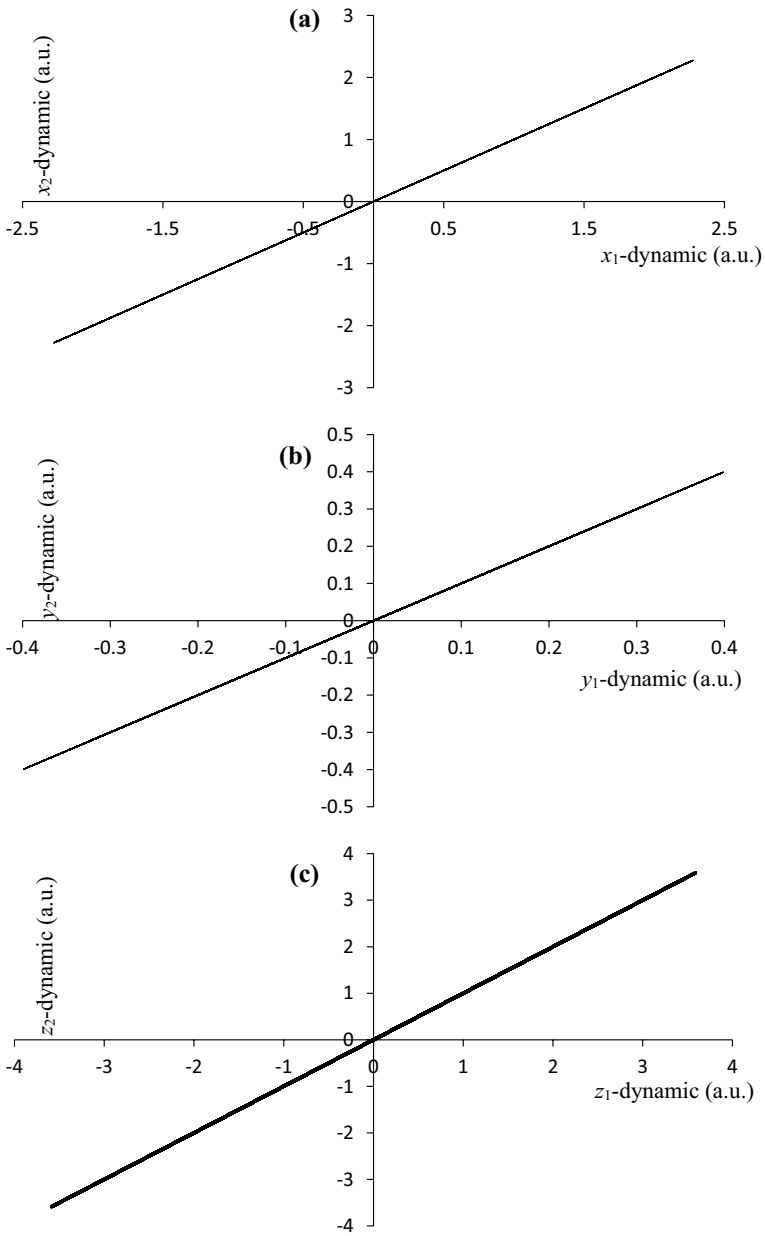 (a)
x2-dynamic (a.u.)
3
2
1
0
-1
-2
-3
-2.5 -1.5 -0.5 0.5 1.5 2.5
x1-dynamic (a.u.)
(b)
y2-dynamic (a.u.)
0.5
0.4
0.3
0.2
0.1
0
-0.1
-0.2
-0.3
-0.4
-0.5
-0.4 -0.3 -0.2 -0.1 0 0.1 0.2 0.3 0.4
y1-dynamic (a.u.)
(c)
z2-dynamic (a.u.)
4
3
2
1
0
-1
-2
-3
-4
-4 -3 -2 -1 0 1 2 3 4
z1-dynamic (a.u.)